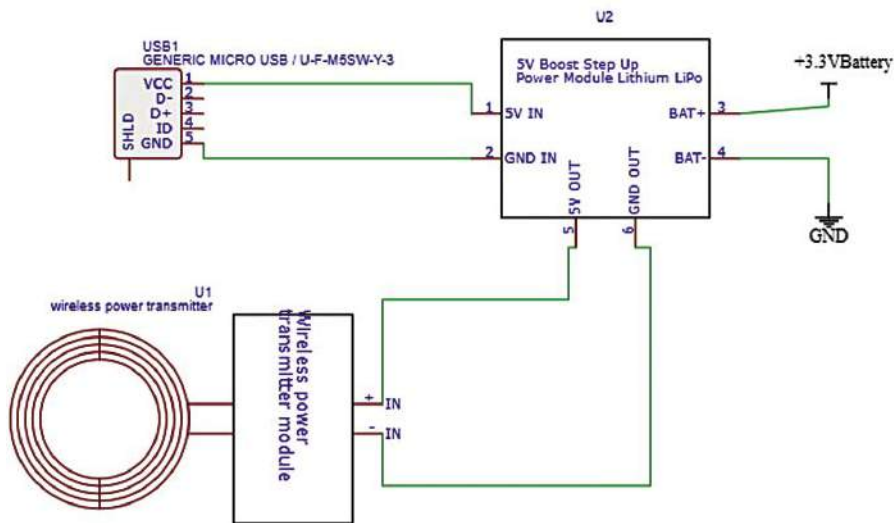 U2
USB1
GENERIC MICRO USB / U-F-M5SW-Y-3
VCC 1
D- 2
D+ 3
ID 4
GND 5
SHLD
5V Boost Step Up
Power Module Lithium LiPo
1 5V IN
2 GND IN
BAT+ 3
BAT- 4
5V OUT
5
GND OUT
6
+3.3VBattery
GND
U1
wireless power transmitter
Wireless power
transmitter module
+ IN
- IN